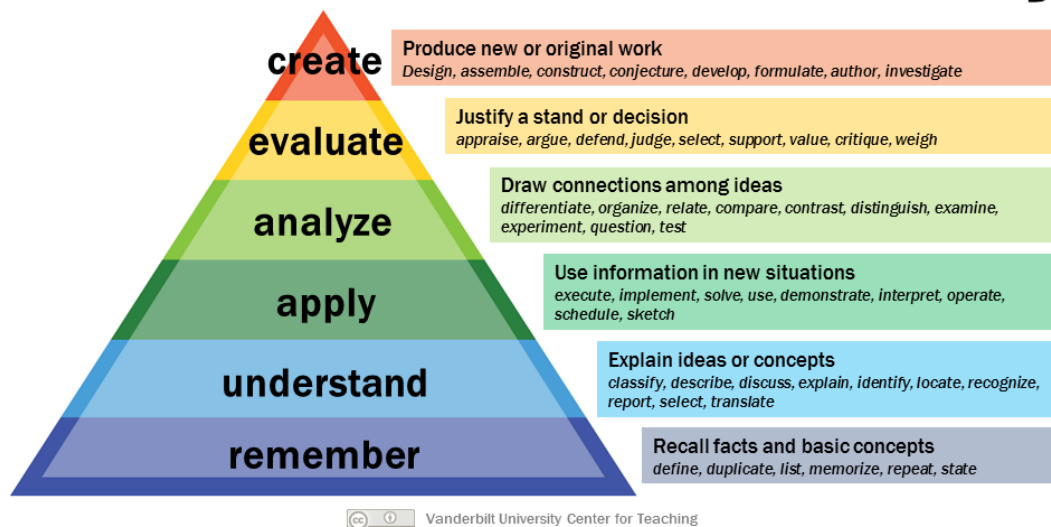 create
Produce new or original work
Design, assemble, construct, conjecture, develop, formulate, author, investigate
evaluate
Justify a stand or decision
appraise, argue, defend, judge, select, support, value, critique, weigh
analyze
Draw connections among ideas
differentiate, organize, relate, compare, contrast, distinguish, examine,
experiment, question, test
apply
Use information in new situations
execute, implement, solve, use, demonstrate, interpret, operate,
schedule, sketch
understand
Explain ideas or concepts
classify, describe, discuss, explain, identify, locate, recognize,
report, select, translate
remember
Recall facts and basic concepts
define, duplicate, list, memorize, repeat, state
cc
Vanderbilt University Center for Teaching